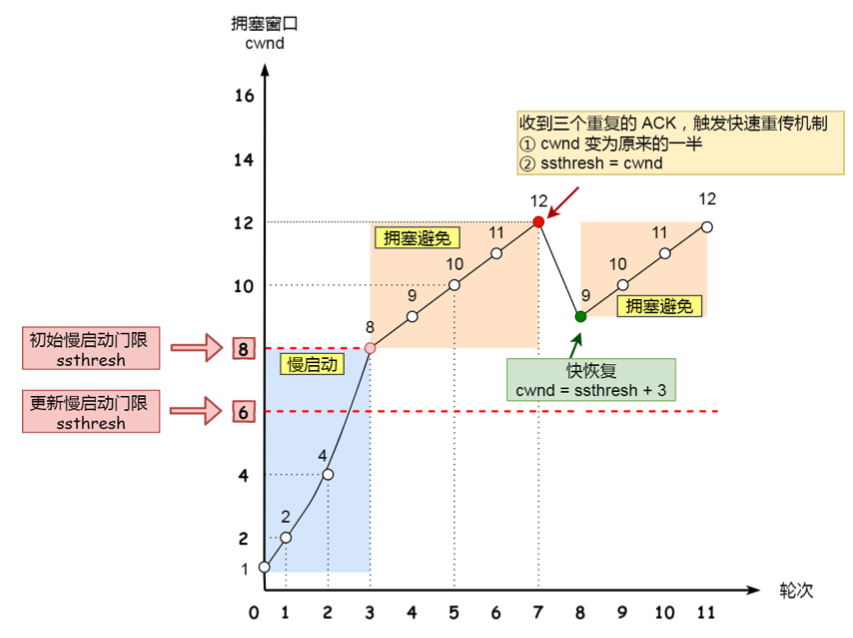 拥塞窗口
cwnd
16
收到三个重复的 ACK，触发快速重传机制
① cwnd 变为原来的一半
② ssthresh = cwnd
14
12
12
12
拥塞避免
11
11
10
10
10
9
9
拥塞避免
8
初始慢启动门限
ssthresh
8
慢启动
快恢复
cwnd = ssthresh + 3
更新慢启动门限
ssthresh
6
4
4
2
2
1
轮次
0 1 2 3 4 5 6 7 8 9 10 11